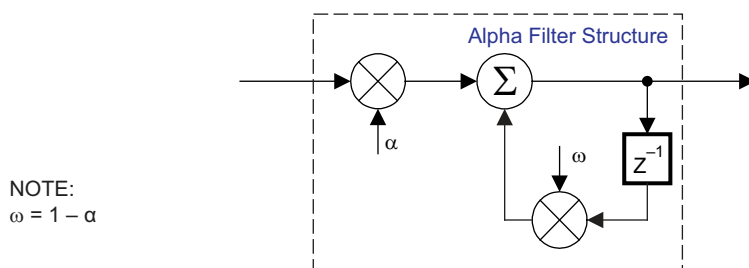 Alpha Filter Structure
Σ
α
ω
Z⁻¹
NOTE:
ω = 1 – α